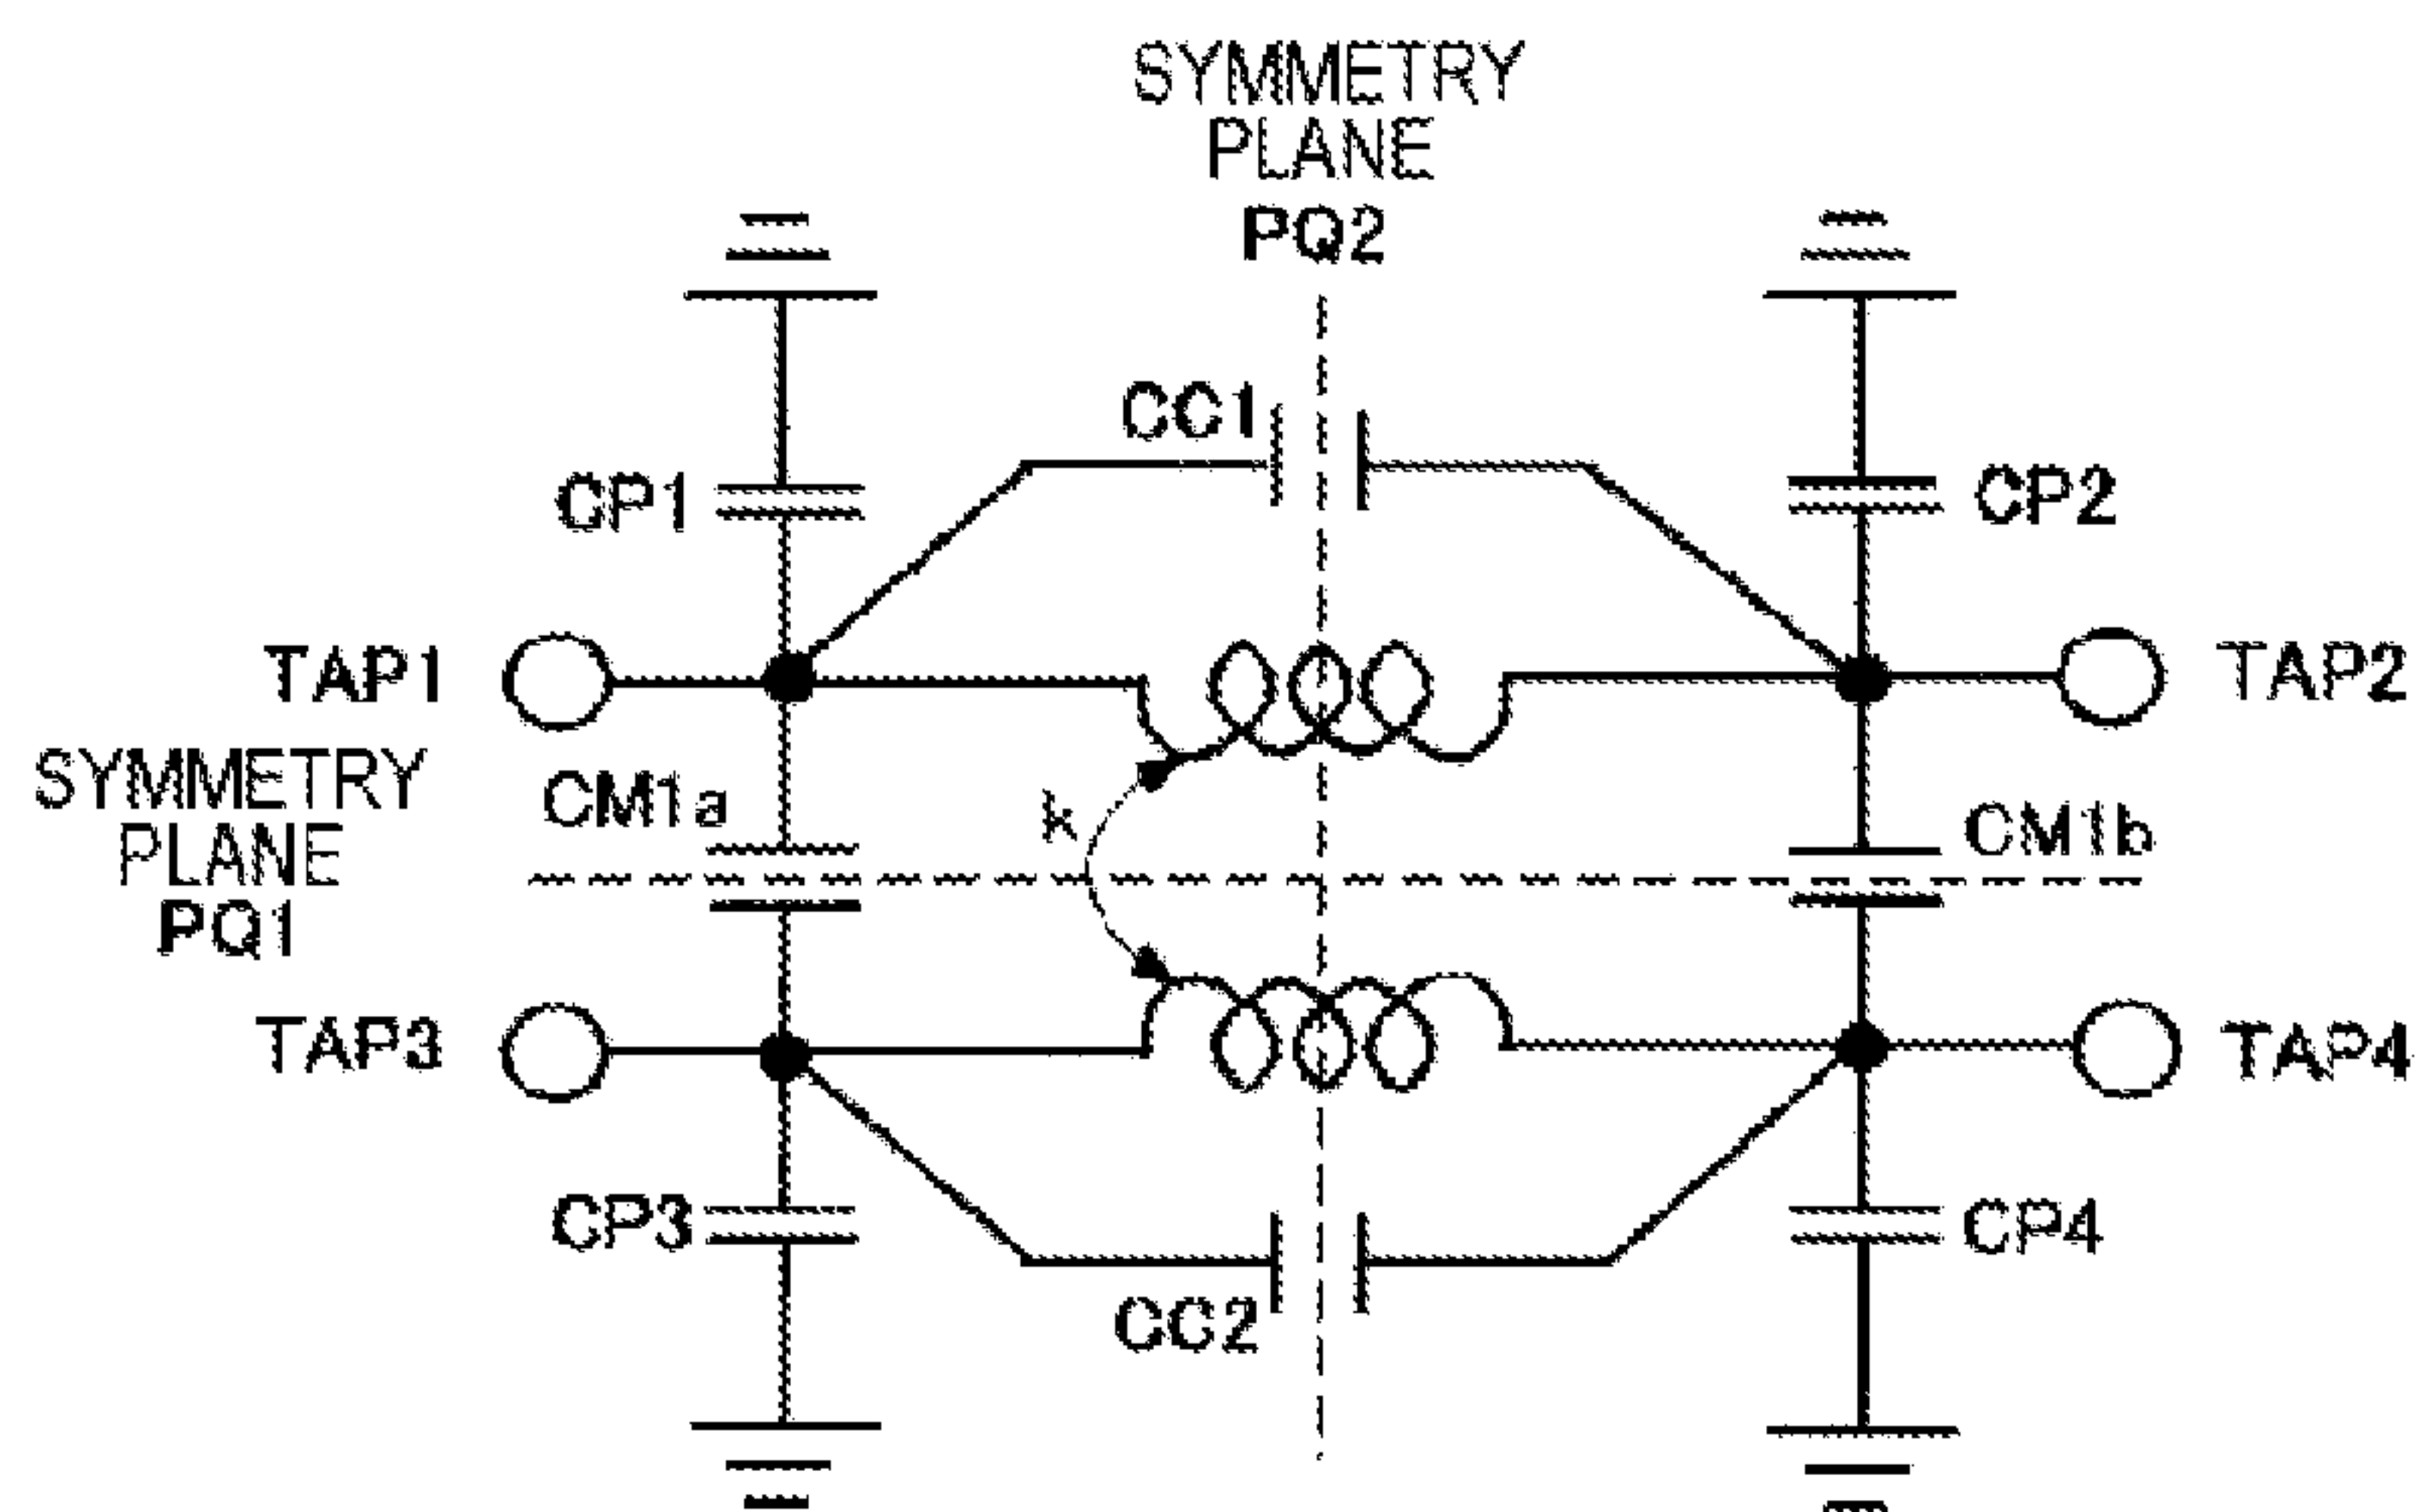 SYMMETRY
PLANE
PQ2
CC1
CP1
CP2
TAP1
TAP2
SYMMETRY
PLANE
PQ1
CM1a
k
CM1b
TAP3
TAP4
CP3
CP4
CC2